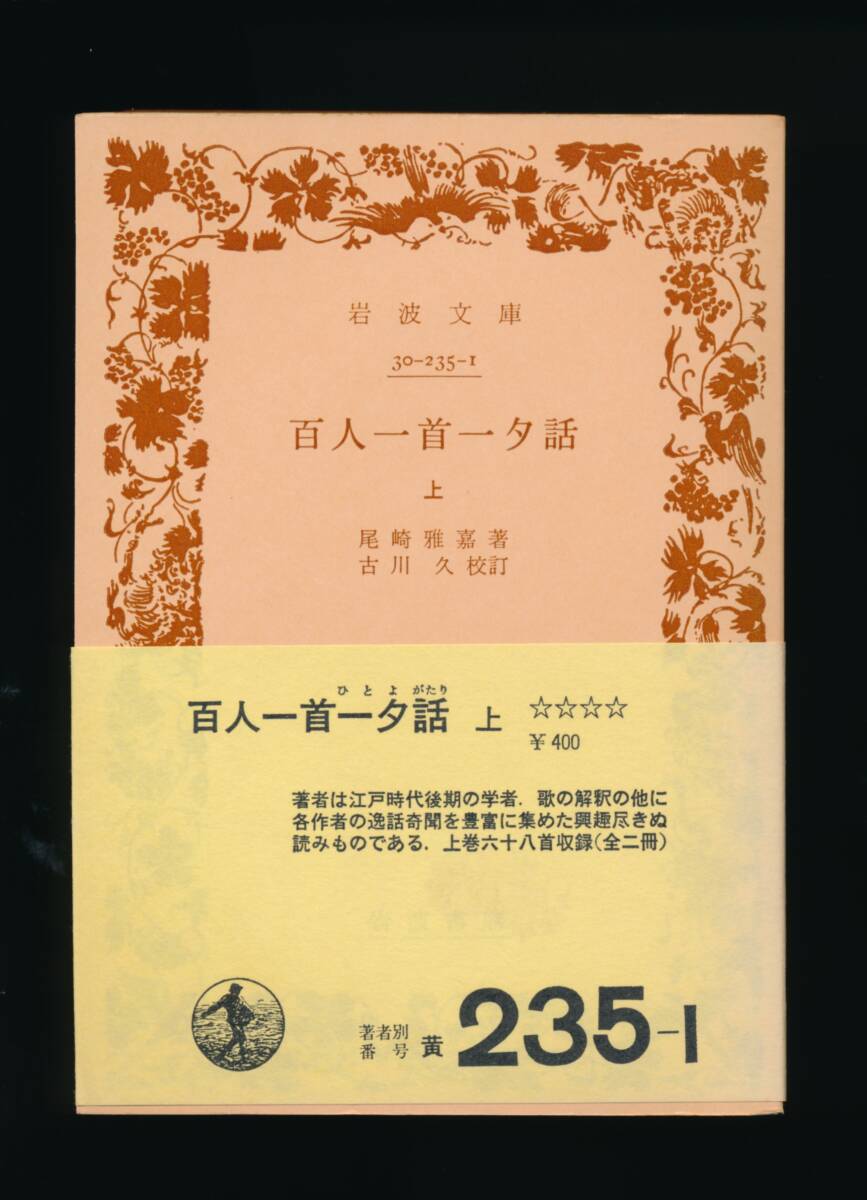 岩波文庫
30-235-1
百人一首一夕話
上
尾崎雅嘉著
古川久校訂
ひとよがたり
百人一首一夕話 上 ☆☆☆☆
¥400
著者は江戸時代後期の学者．歌の解釈の他に
各作者の逸話奇聞を豊富に集めた興趣尽きぬ
読みものである．上巻六十八首収録（全二冊）
著者別
番号 黄 235-1